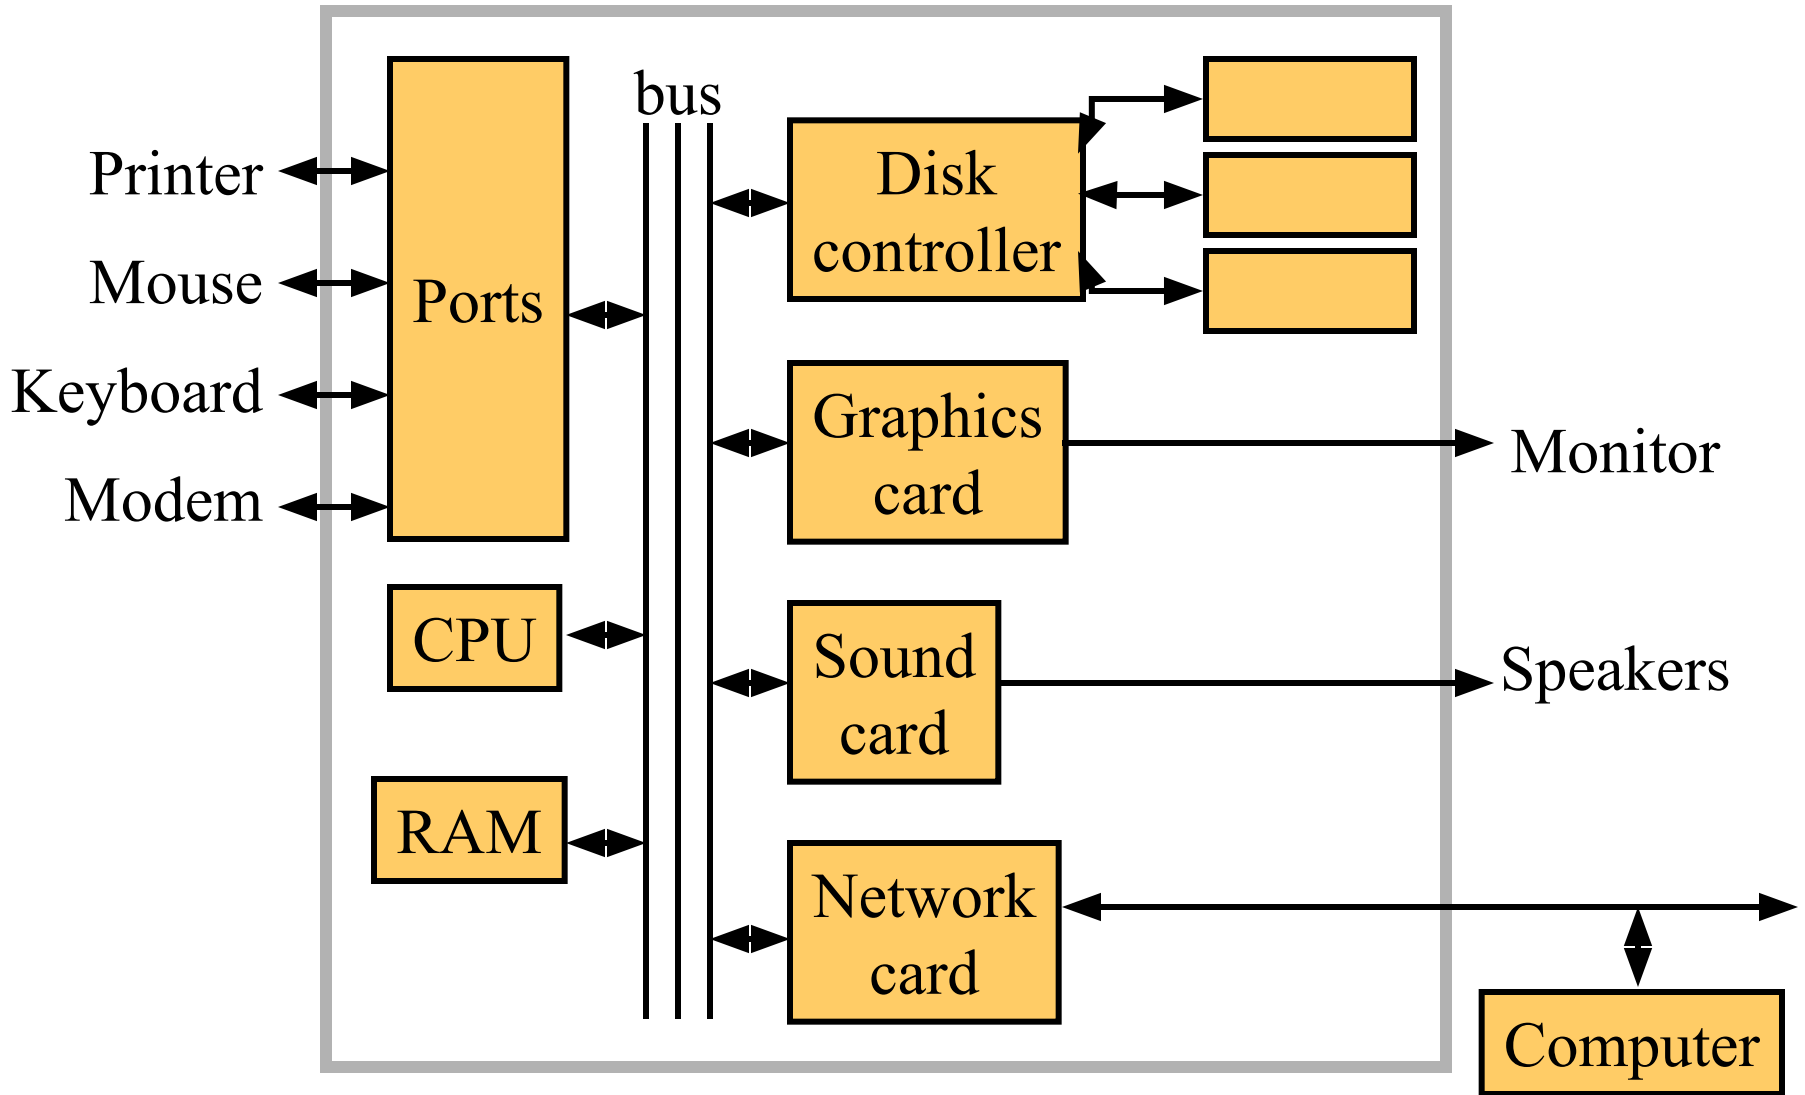 bus
Printer
Mouse
Keyboard
Modem
Ports
CPU
RAM
Disk
controller
Graphics
card
Sound
card
Network
card
Monitor
Speakers
Computer